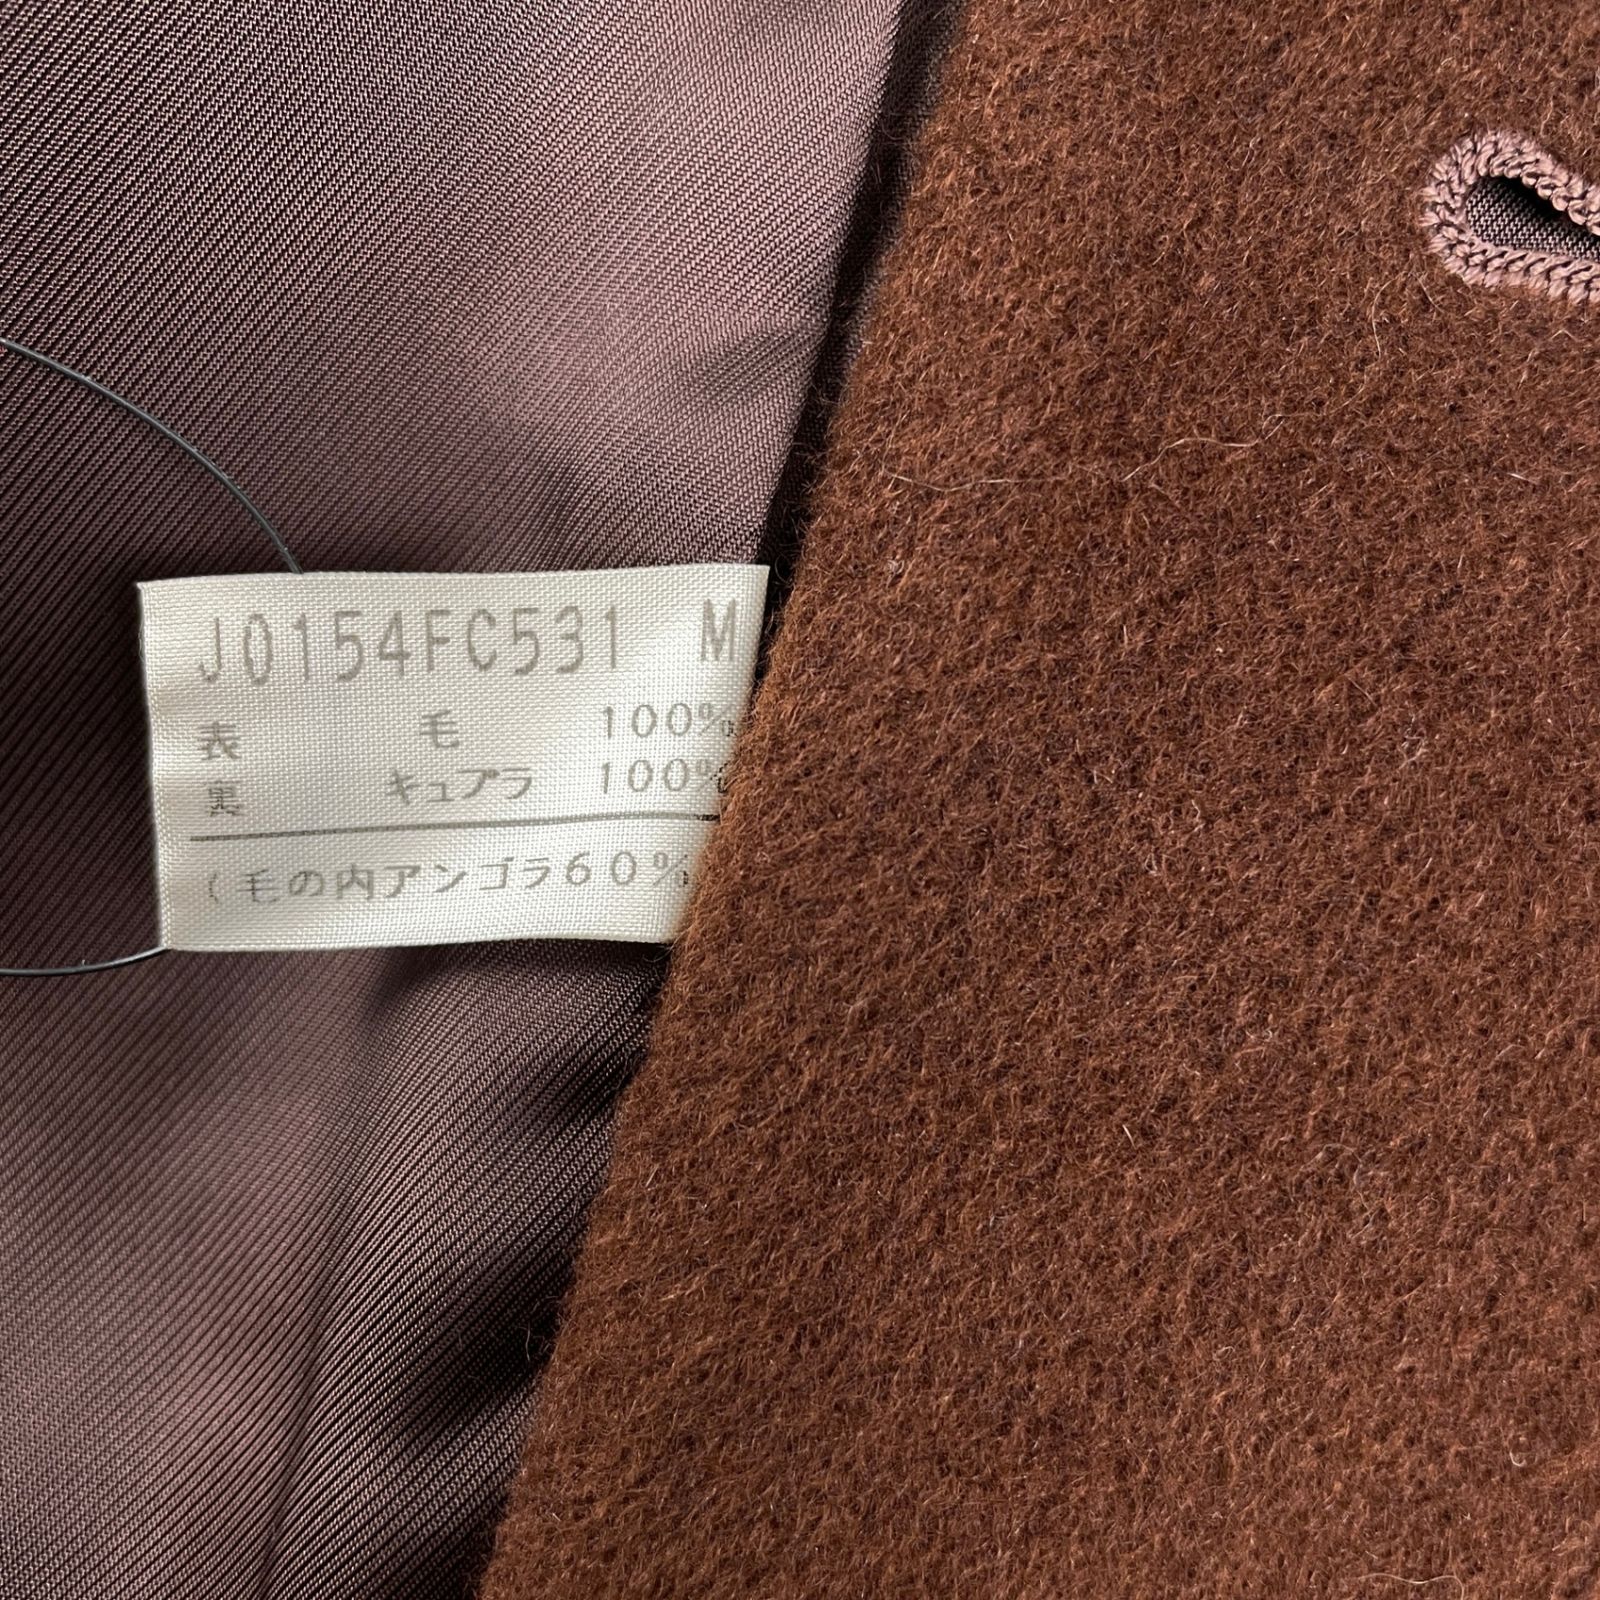 J0154FC531 M
表 毛 100%
裏 キュプラ 100%
(毛の内アンゴラ60%